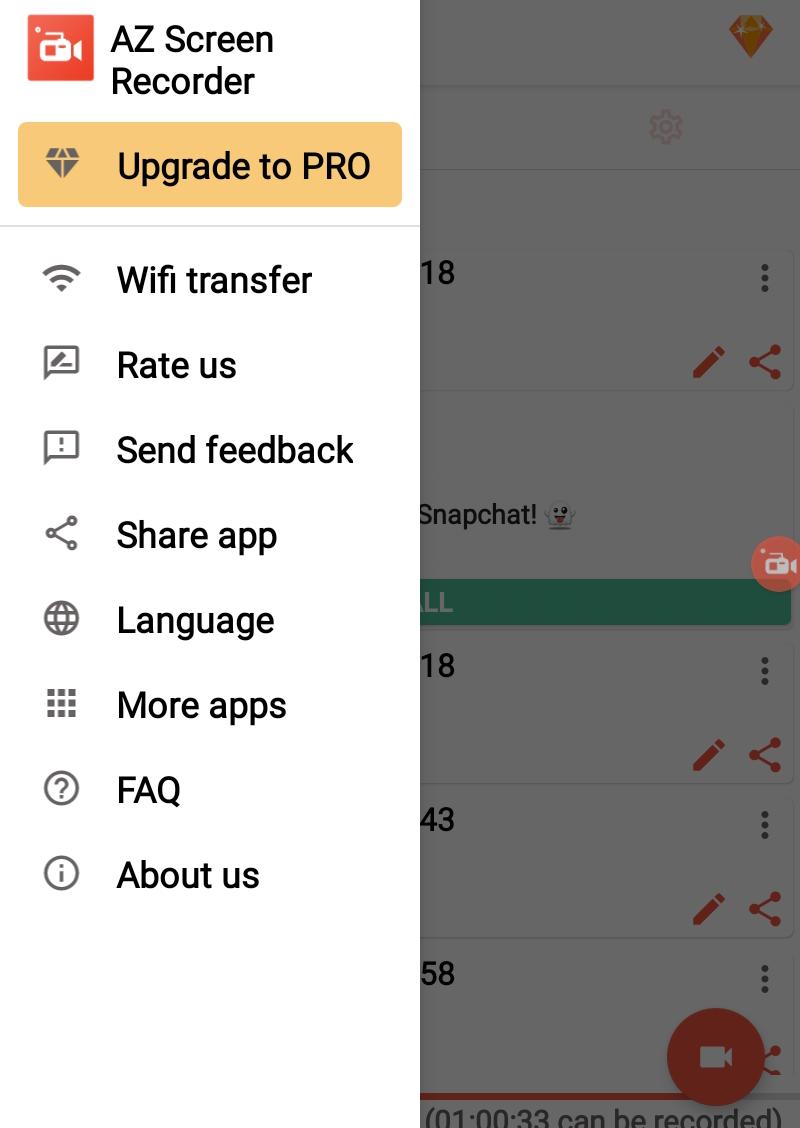 AZ Screen
Recorder
Upgrade to PRO
Wifi transfer
Rate us
Send feedback
Share app
Language
More apps
FAQ
About us
18
Snapchat! 👻
ALL
18
43
58
(01:00:33 can be recorded)